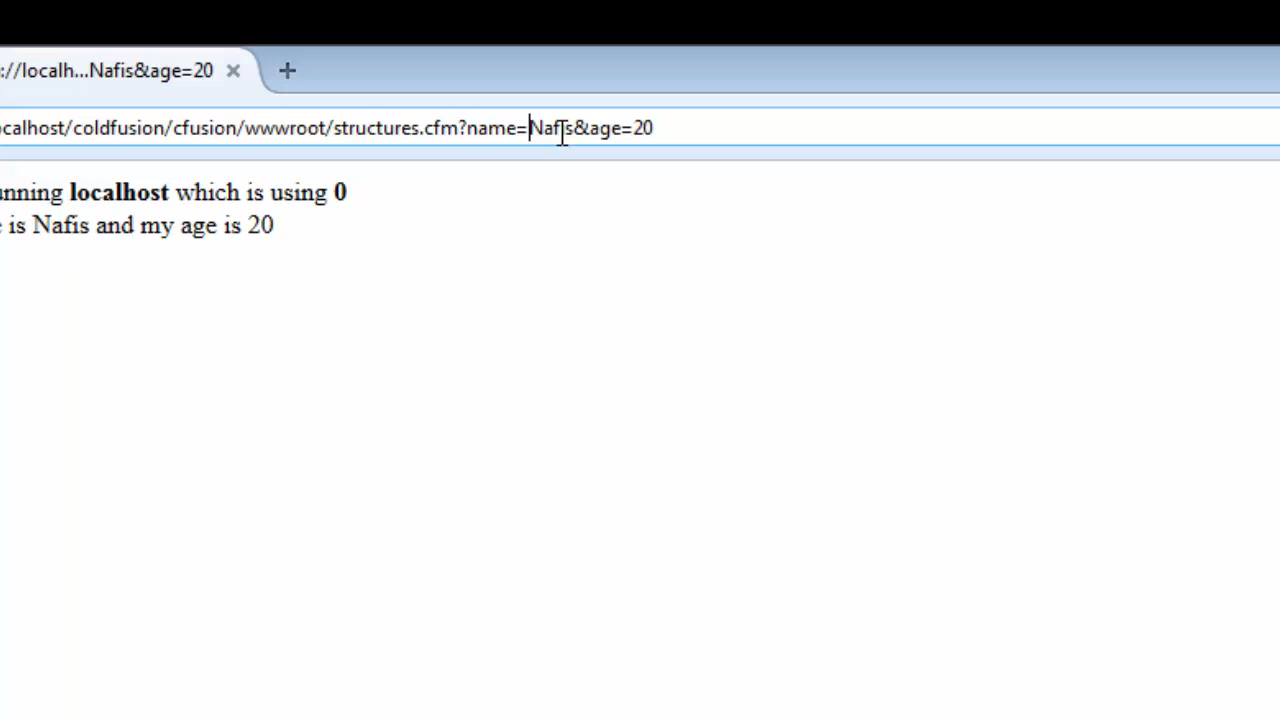 ://localh...Nafis&age=20
ocalhost/coldfusion/cfusion/wwwroot/structures.cfm?name=Nafis&age=20
unning localhost which is using 0
e is Nafis and my age is 20